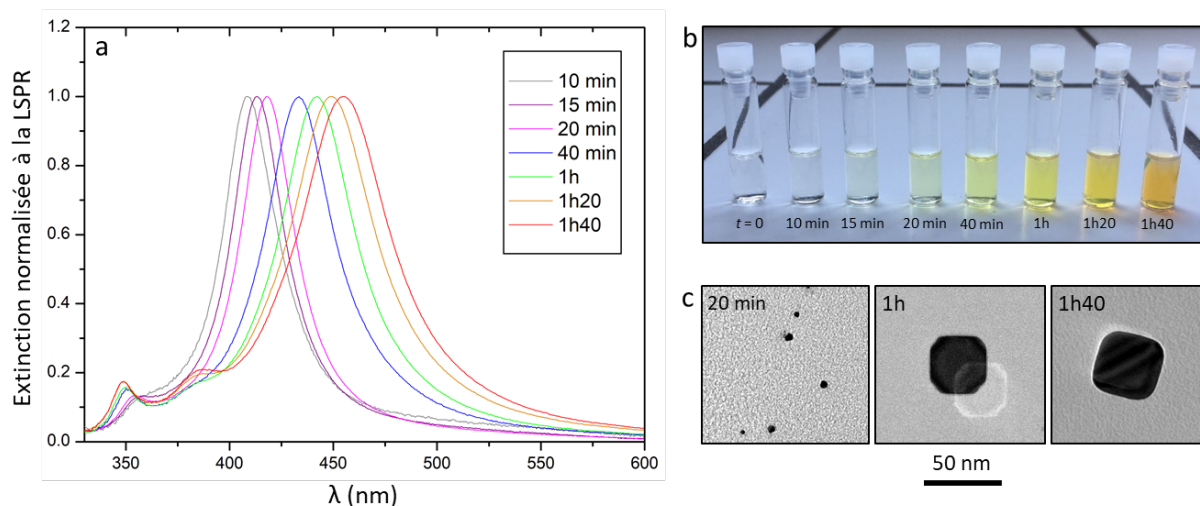 a
Extinction normalisée à la LSPR
1.2
1.0
0.8
0.6
0.4
0.2
0.0
350
400
450
500
550
600
λ (nm)
10 min
15 min
20 min
40 min
1h
1h20
1h40
b
t = 0
10 min
15 min
20 min
40 min
1h
1h20
1h40
c
20 min
1h
1h40
50 nm